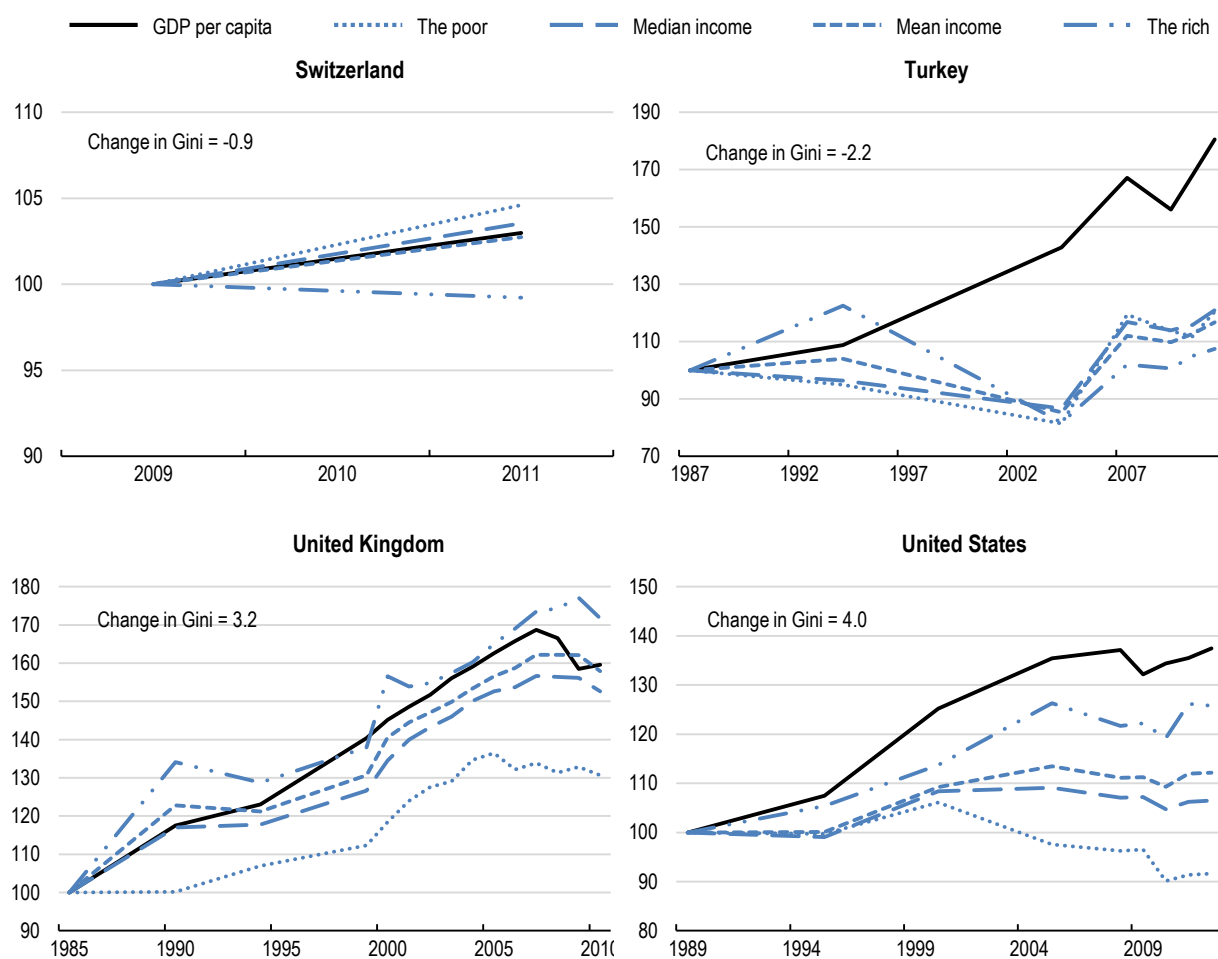 GDP per capita The poor Median income Mean income The rich
Switzerland
110
105
100
95
90
Change in Gini = -0.9
2009 2010 2011
Turkey
190
170
150
130
110
90
70
Change in Gini = -2.2
1987 1992 1997 2002 2007
United Kingdom
180
170
160
150
140
130
120
110
100
90
Change in Gini = 3.2
1985 1990 1995 2000 2005 2010
United States
150
140
130
120
110
100
90
80
Change in Gini = 4.0
1989 1994 1999 2004 2009